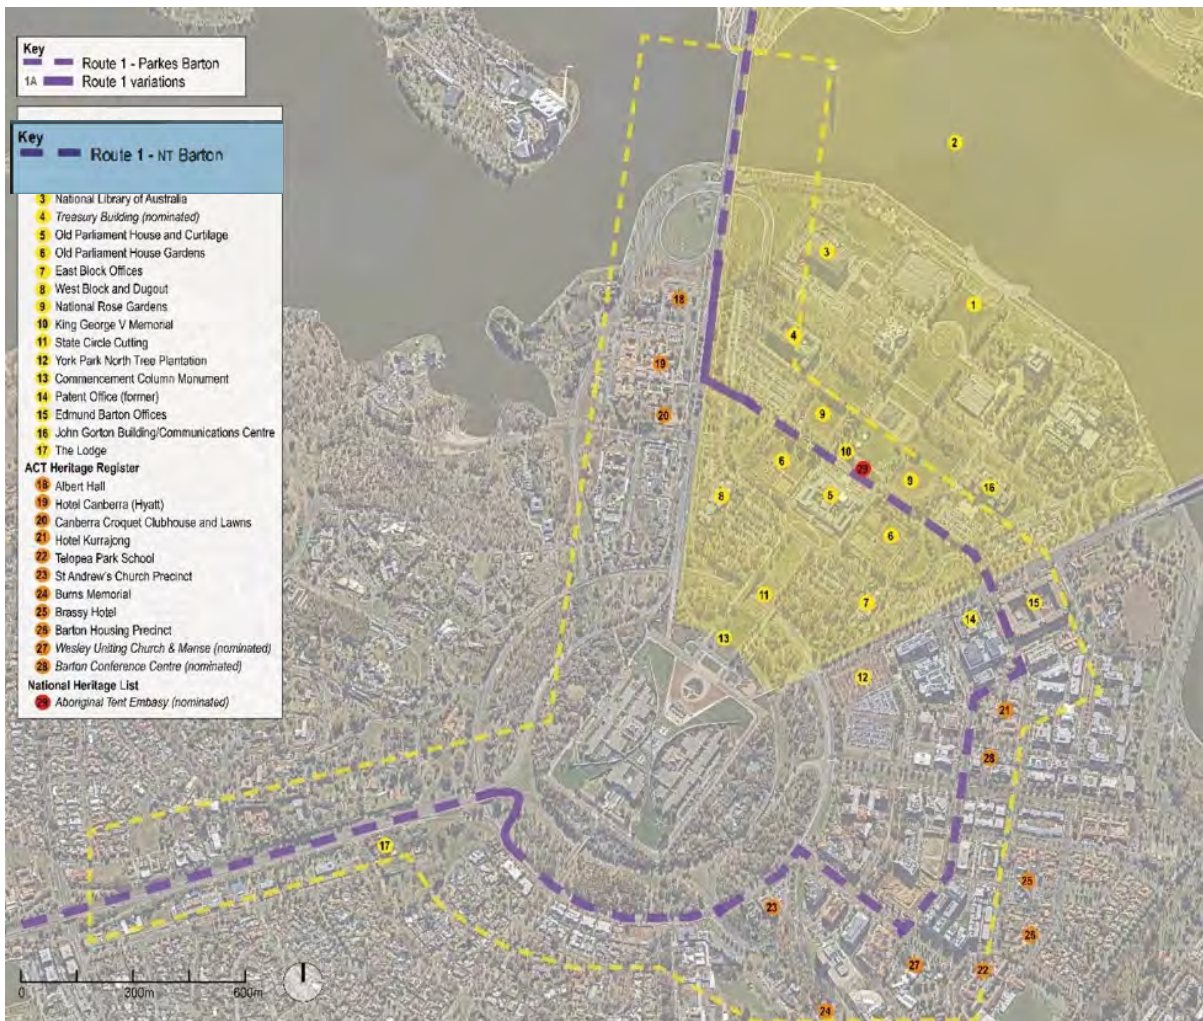 Key
Route 1 - Parkes Barton
1A Route 1 variations
Key
Route 1 - NT Barton
3 National Library of Australia
4 Treasury Building (nominated)
5 Old Parliament House and Curtilage
6 Old Parliament House Gardens
7 East Block Offices
8 West Block and Dugout
9 National Rose Gardens
10 King George V Memorial
11 State Circle Cutting
12 York Park North Tree Plantation
13 Commencement Column Monument
14 Patent Office (former)
15 Edmund Barton Offices
16 John Gorton Building/Communications Centre
17 The Lodge
ACT Heritage Register
18 Albert Hall
19 Hotel Canberra (Hyatt)
20 Canberra Croquet Clubhouse and Lawns
21 Hotel Kurrajong
22 Telopea Park School
23 St Andrew's Church Precinct
24 Burns Memorial
25 Brassy Hotel
26 Barton Housing Precinct
27 Wesley Uniting Church & Manse (nominated)
28 Barton Conference Centre (nominated)
National Heritage List
29 Aboriginal Tent Embasy (nominated)
0 300m 600m
2
3
1
18
4
19
9
20
10
29
6
9
16
8
5
6
11
7
15
14
13
12
21
28
17
25
23
26
27
22
24